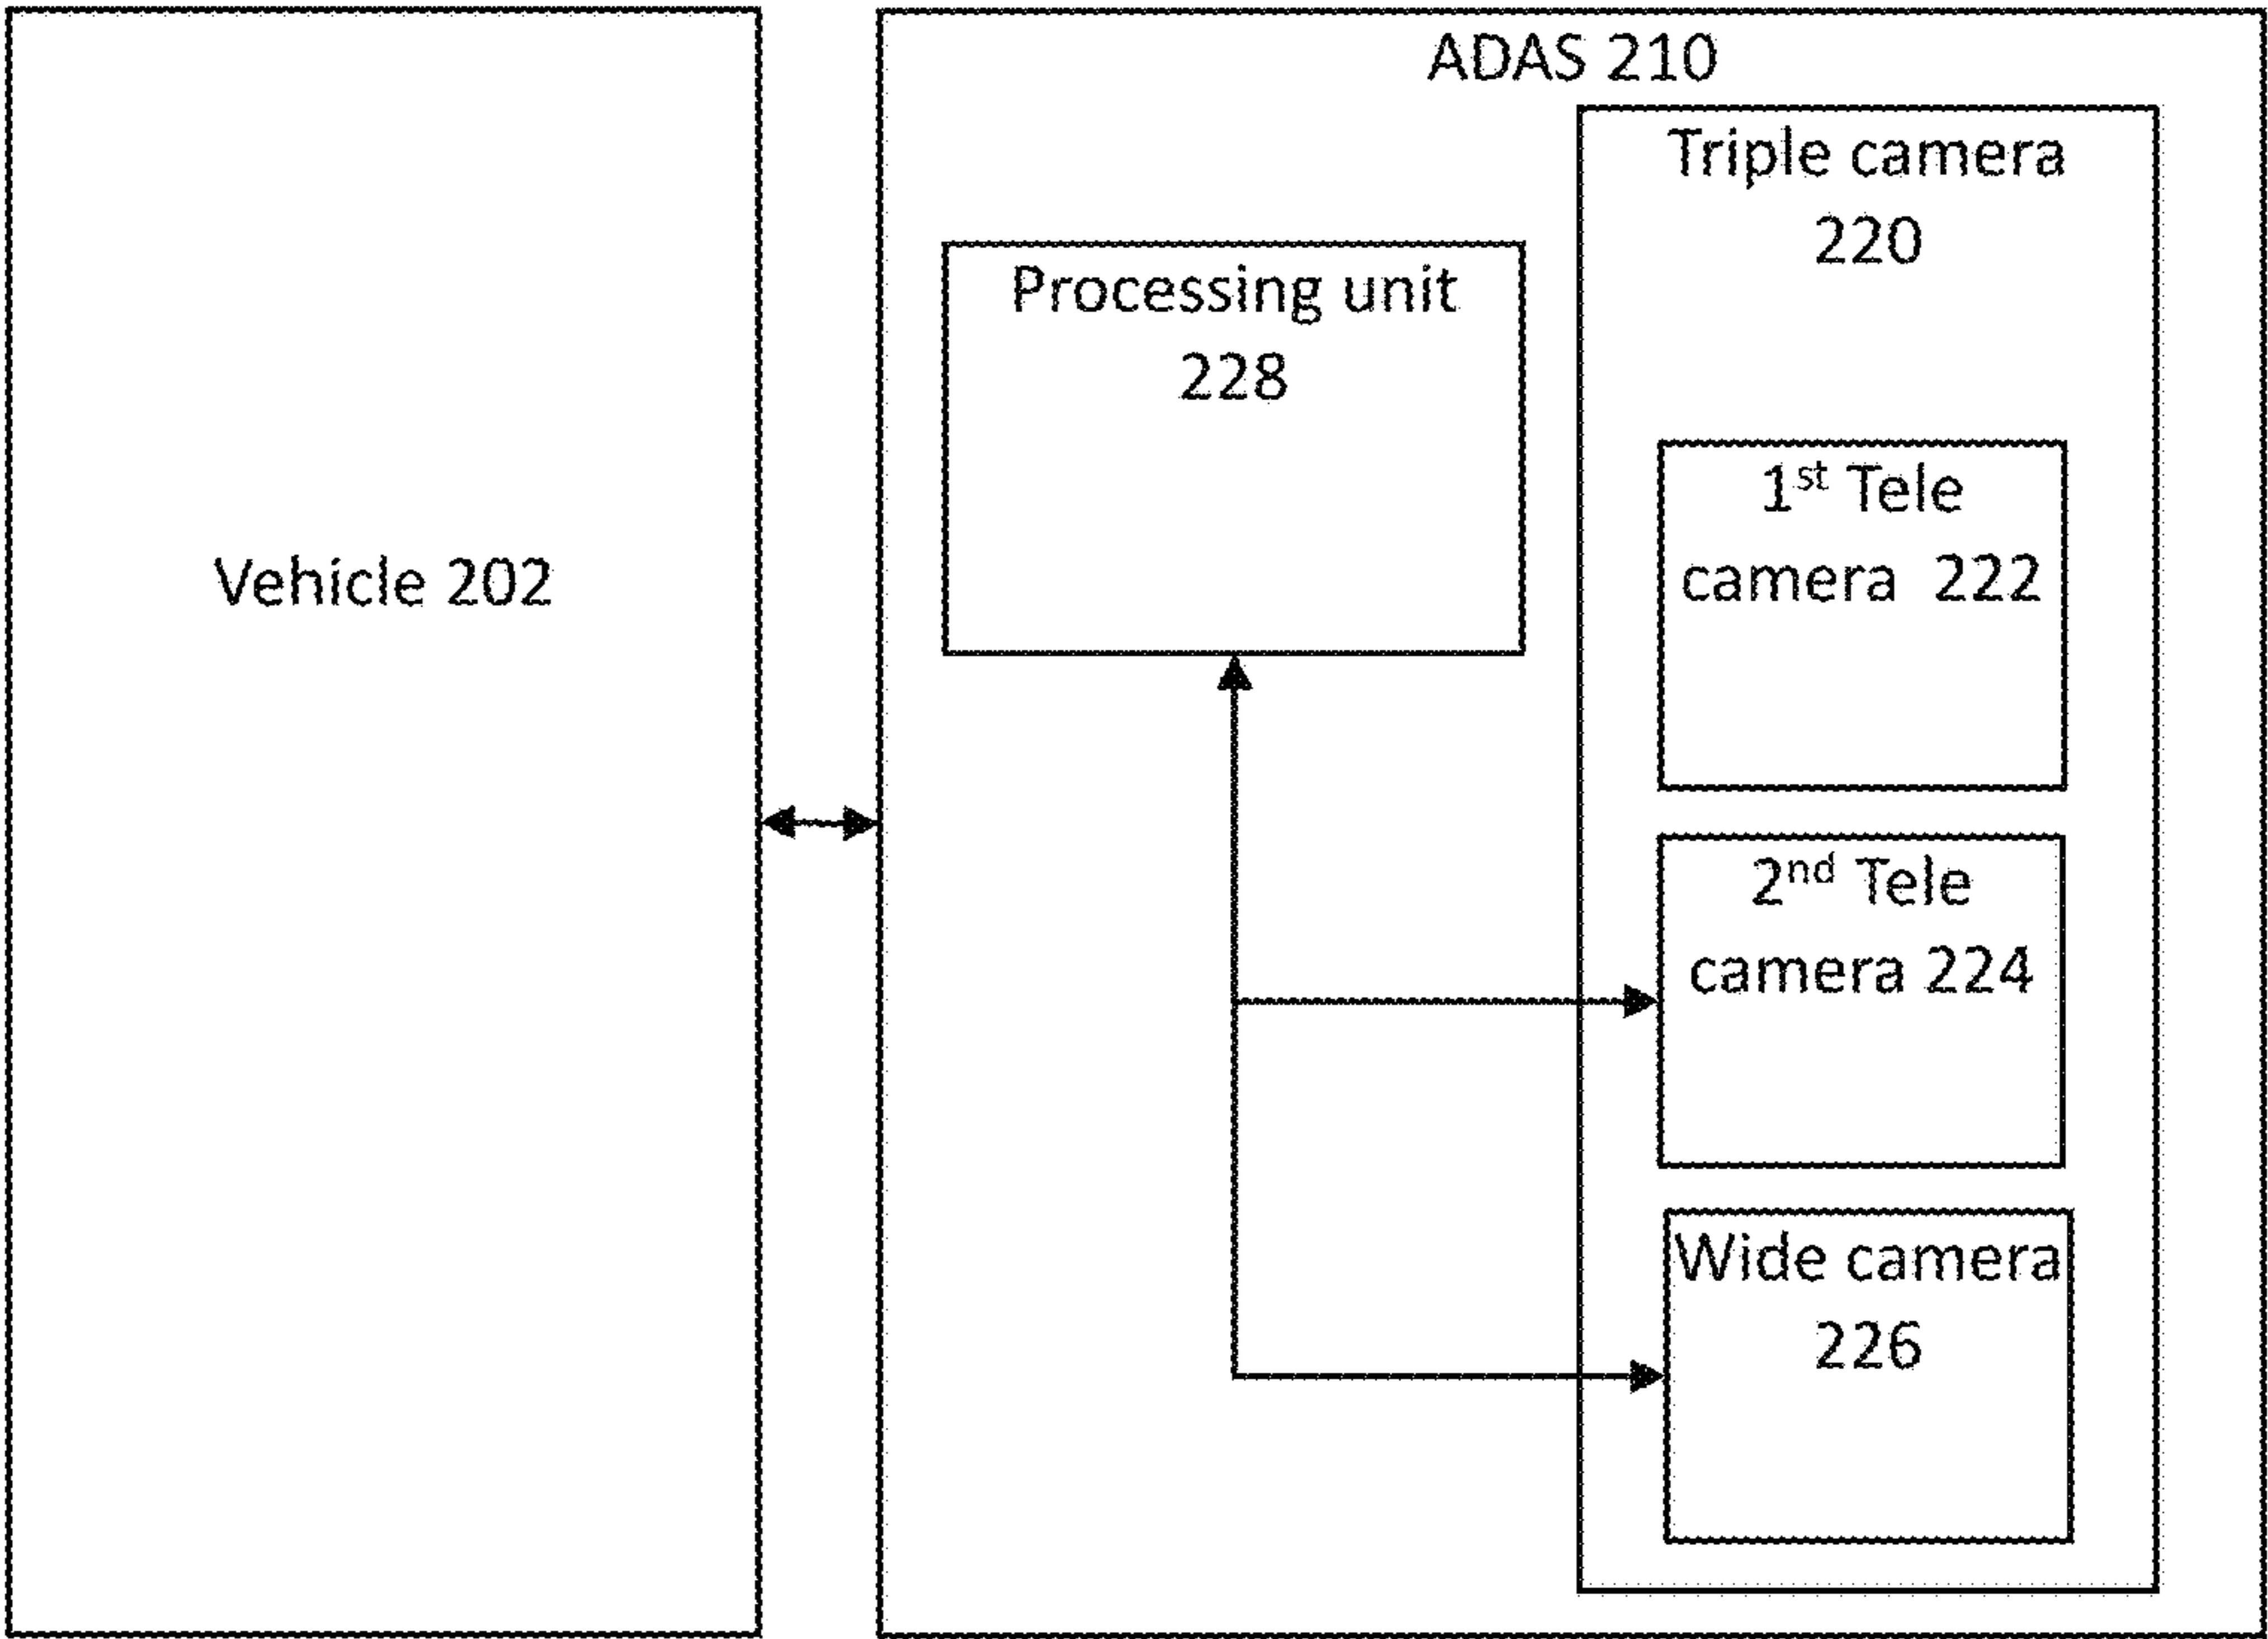 Vehicle 202
ADAS 210
Processing unit
228
Triple camera
220
1st Tele
camera 222
2nd Tele
camera 224
Wide camera
226